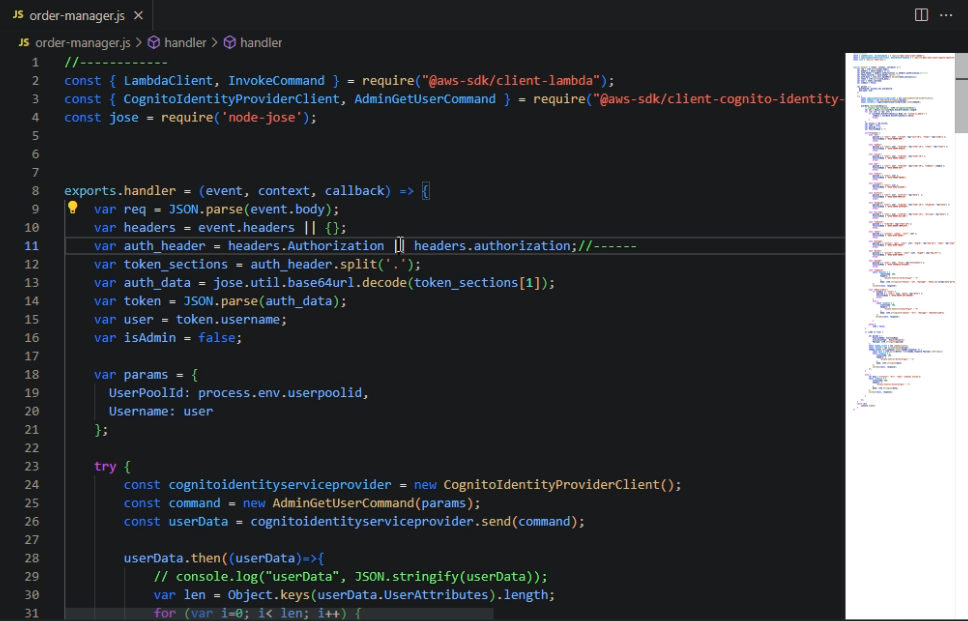 JS order-manager.js ×
JS order-manager.js > handler > handler
1 //------------
2 const { LambdaClient, InvokeCommand } = require("@aws-sdk/client-lambda");
3 const { CognitoIdentityProviderClient, AdminGetUserCommand } = require("@aws-sdk/client-cognito-identity-
4 const jose = require('node-jose');
5
6
7
8 exports.handler = (event, context, callback) => {
9 var req = JSON.parse(event.body);
10 var headers = event.headers || {};
11 var auth_header = headers.Authorization || headers.authorization;//------
12 var token_sections = auth_header.split('.');
13 var auth_data = jose.util.base64url.decode(token_sections[1]);
14 var token = JSON.parse(auth_data);
15 var user = token.username;
16 var isAdmin = false;
17
18 var params = {
19 UserPoolId: process.env.userpoolid,
20 Username: user
21 };
22
23 try {
24 const cognitoidentityserviceprovider = new CognitoIdentityProviderClient();
25 const command = new AdminGetUserCommand(params);
26 const userData = cognitoidentityserviceprovider.send(command);
27
28 userData.then((userData)=>{
29 // console.log("userData", JSON.stringify(userData));
30 var len = Object.keys(userData.UserAttributes).length;
31 for (var i=0; i< len; i++) {